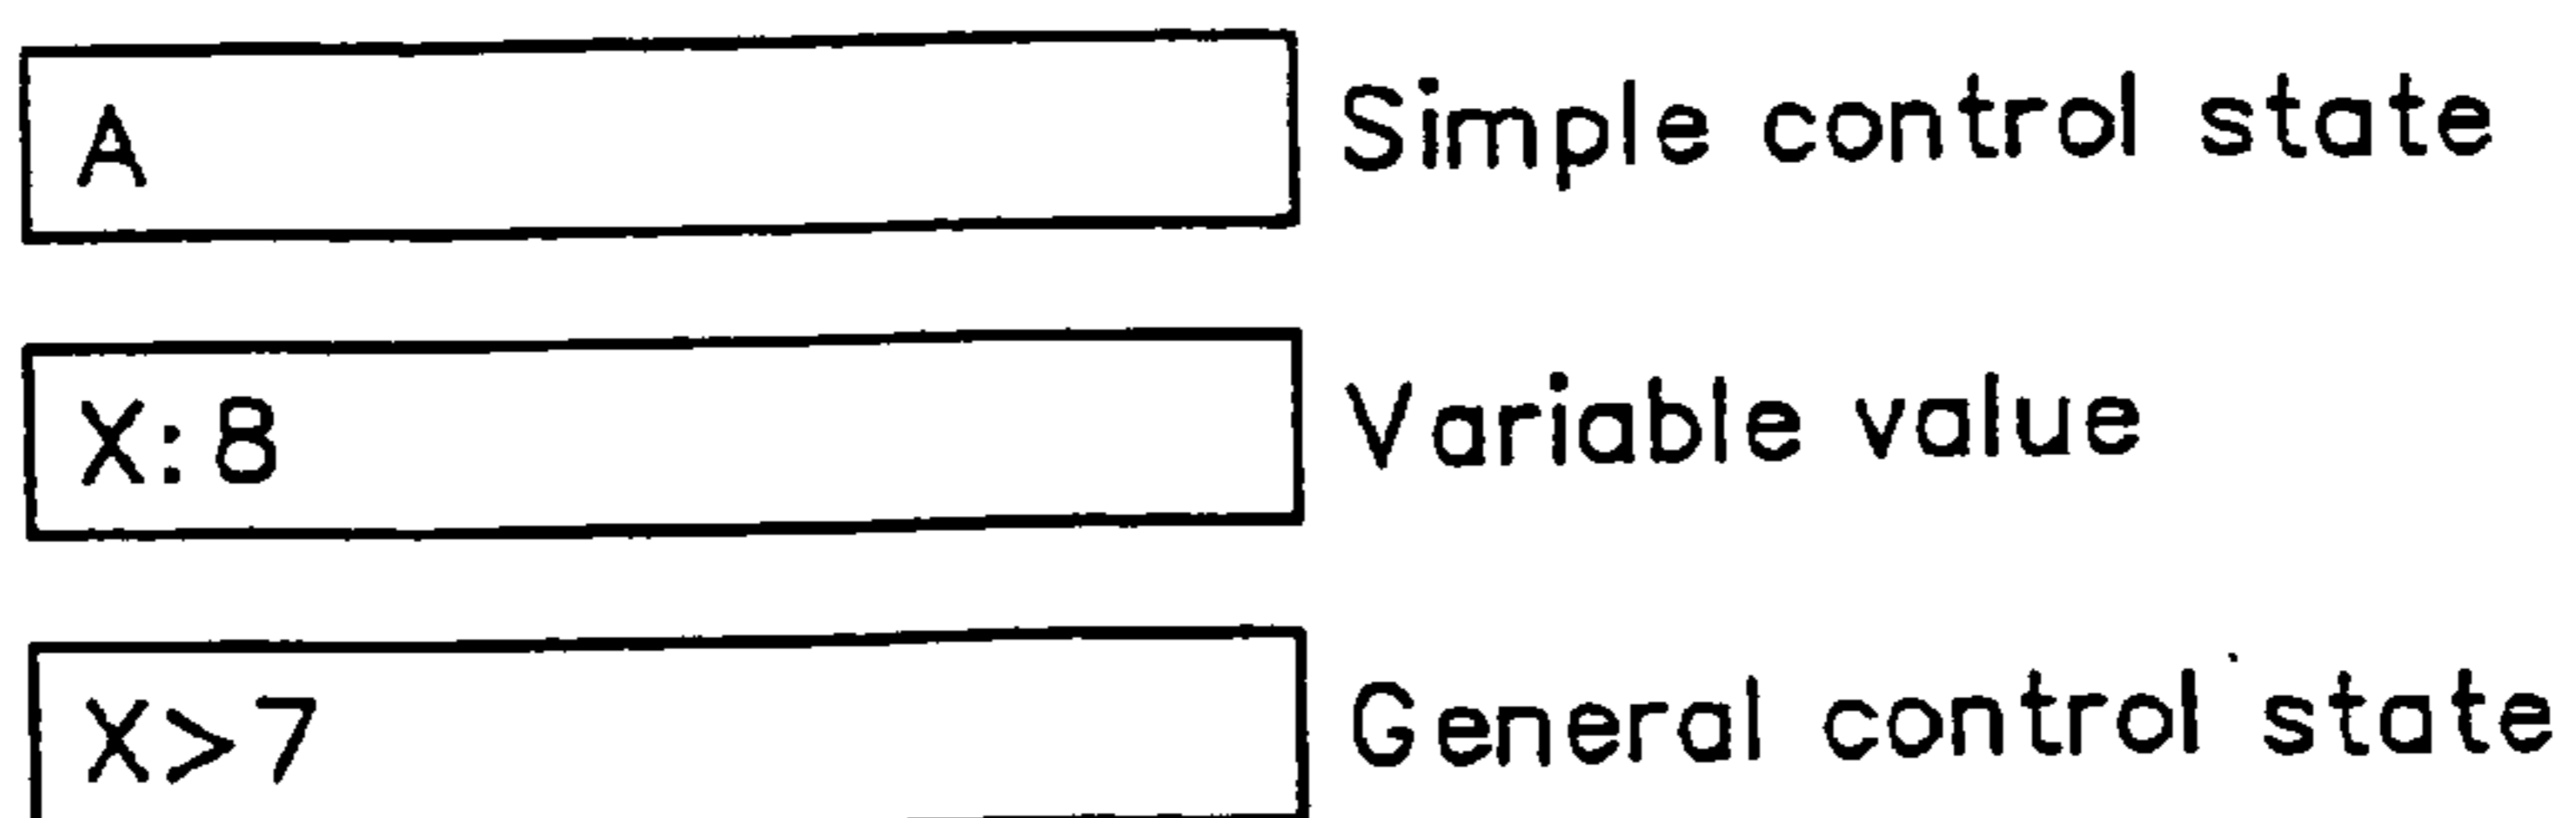 A Simple control state
X:8 Variable value
X>7 General control state